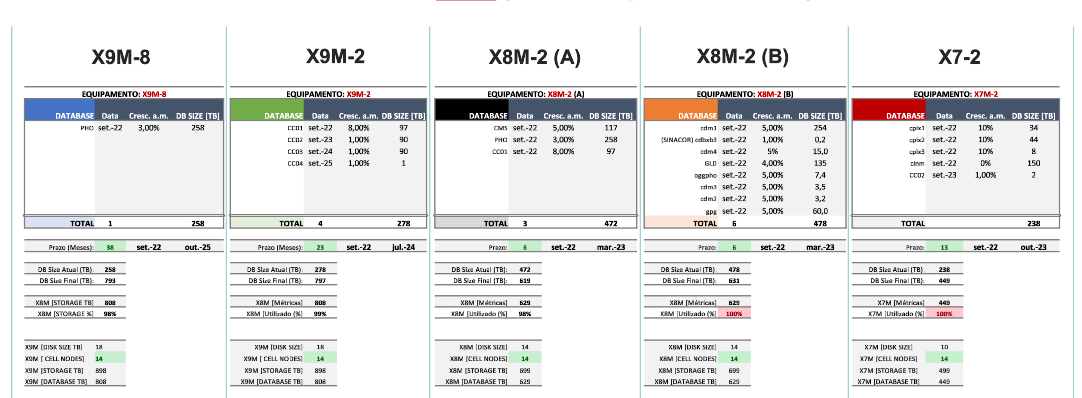 X9M-8
EQUIPAMENTO: X9M-8
DATABASE Data Cresc. a.m. DB SIZE [TB]
PHO set.-22 3,00% 258
TOTAL 1 258
Prazo (Meses): 38 set.-22 out.-25
DB Size Atual (TB): 258
DB Size Final (TB): 793
X8M [STORAGE TB] 808
X8M [STORAGE %] 98%
X9M [DISK SIZE TB] 18
X9M [ CELL NODES] 14
X9M [STORAGE TB] 898
X9M [DATABASE TB] 808
X9M-2
EQUIPAMENTO: X9M-2
DATABASE Data Cresc. a.m. DB SIZE [TB]
CC01 set.-22 8,00% 97
CC02 set.-23 1,00% 90
CC03 set.-24 1,00% 90
CC04 set.-25 1,00% 1
TOTAL 4 278
Prazo (Meses): 23 set.-22 jul.-24
DB Size Atual (TB): 278
DB Size Final (TB): 797
X8M [Métricas] 808
X8M [Utilizado (%] 99%
X9M [DISK SIZE] 18
X9M [ CELL NODES] 14
X9M [STORAGE TB] 898
X9M [DATABASE TB] 808
X8M-2 (A)
EQUIPAMENTO: X8M-2 (A)
DATABASE Data Cresc. a.m. DB SIZE [TB]
CMS set.-22 5,00% 117
PHO set.-22 3,00% 258
CC01 set.-22 8,00% 97
TOTAL 3 472
Prazo: 6 set.-22 mar.-23
DB Size Atual (TB): 472
DB Size Final (TB): 619
X8M [Métricas] 629
X8M [Utilizado (%] 98%
X8M [DISK SIZE] 14
X8M [CELL NODES] 14
X8M [STORAGE TB] 699
X8M [DATABASE TB] 629
X8M-2 (B)
EQUIPAMENTO: X8M-2 (B)
DATABASE Data Cresc. a.m. DB SIZE [TB]
cdm1 set.-22 5,00% 254
(SINACOR) cdbxb3 set.-22 1,00% 0,2
cdm4 set.-22 5% 15,0
GLD set.-22 4,00% 135
oggpho set.-22 5,00% 7,4
cdm3 set.-22 5,00% 3,5
cdm2 set.-22 5,00% 3,2
gpg set.-22 5,00% 60,0
TOTAL 6 478
Prazo: 6 set.-22 mar.-23
DB Size Atual (TB): 478
DB Size Final (TB): 631
X8M [Métricas] 629
X8M [Utilizado (%] 100%
X8M [DISK SIZE] 14
X8M [CELL NODES] 14
X8M [STORAGE TB] 699
X8M [DATABASE TB] 629
X7-2
EQUIPAMENTO: X7M-2
DATABASE Data Cresc. a.m. DB SIZE [TB]
cpix1 set.-22 10% 34
cpix2 set.-22 10% 44
cpix3 set.-22 10% 8
clnm set.-22 0% 150
CC02 set.-23 1,00% 2
TOTAL 238
Prazo: 13 set.-22 out.-23
DB Size Atual (TB): 238
DB Size Final (TB): 449
X7M [Métricas] 449
X7M [Utilizado (%] 100%
X7M [DISK SIZE] 10
X7M [CELL NODES] 14
X7M [STORAGE TB] 499
X7M [DATABASE TB] 449